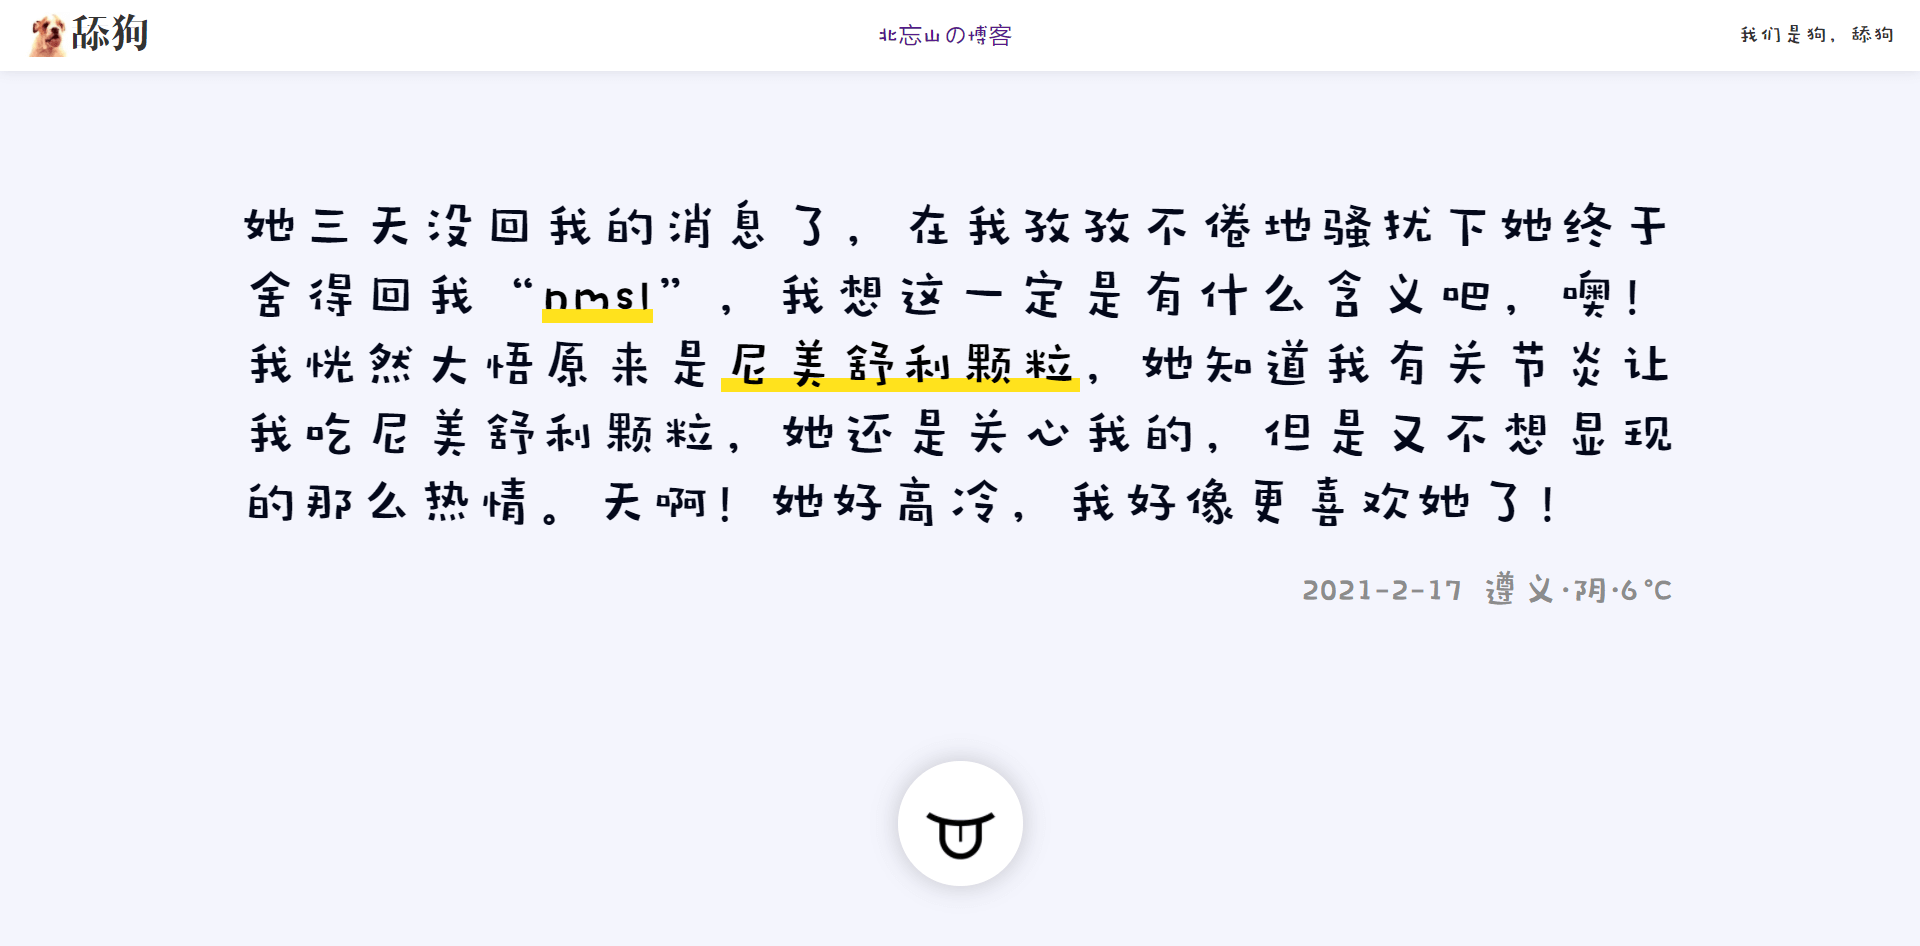 舔狗
北忘山の博客
我们是狗，舔狗
她三天没回我的消息了，在我孜孜不倦地骚扰下她终于
舍得回我“nmsl”，我想这一定是有什么含义吧，噢！
我恍然大悟原来是尼美舒利颗粒，她知道我有关节炎让
我吃尼美舒利颗粒，她还是关心我的，但是又不想显现
的那么热情。天啊！她好高冷，我好像更喜欢她了！
2021-2-17 遵义·阴·6℃